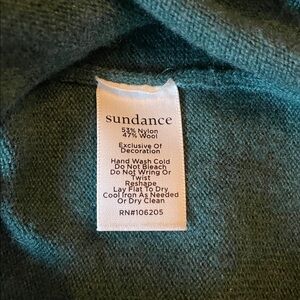 sundance
53% Nylon
47% Wool
Exclusive Of
Decoration
Hand Wash Cold
Do Not Bleach
Do Not Wring Or
Twist
Reshape
Lay Flat To Dry
Cool Iron As Needed
Or Dry Clean
RN#106205